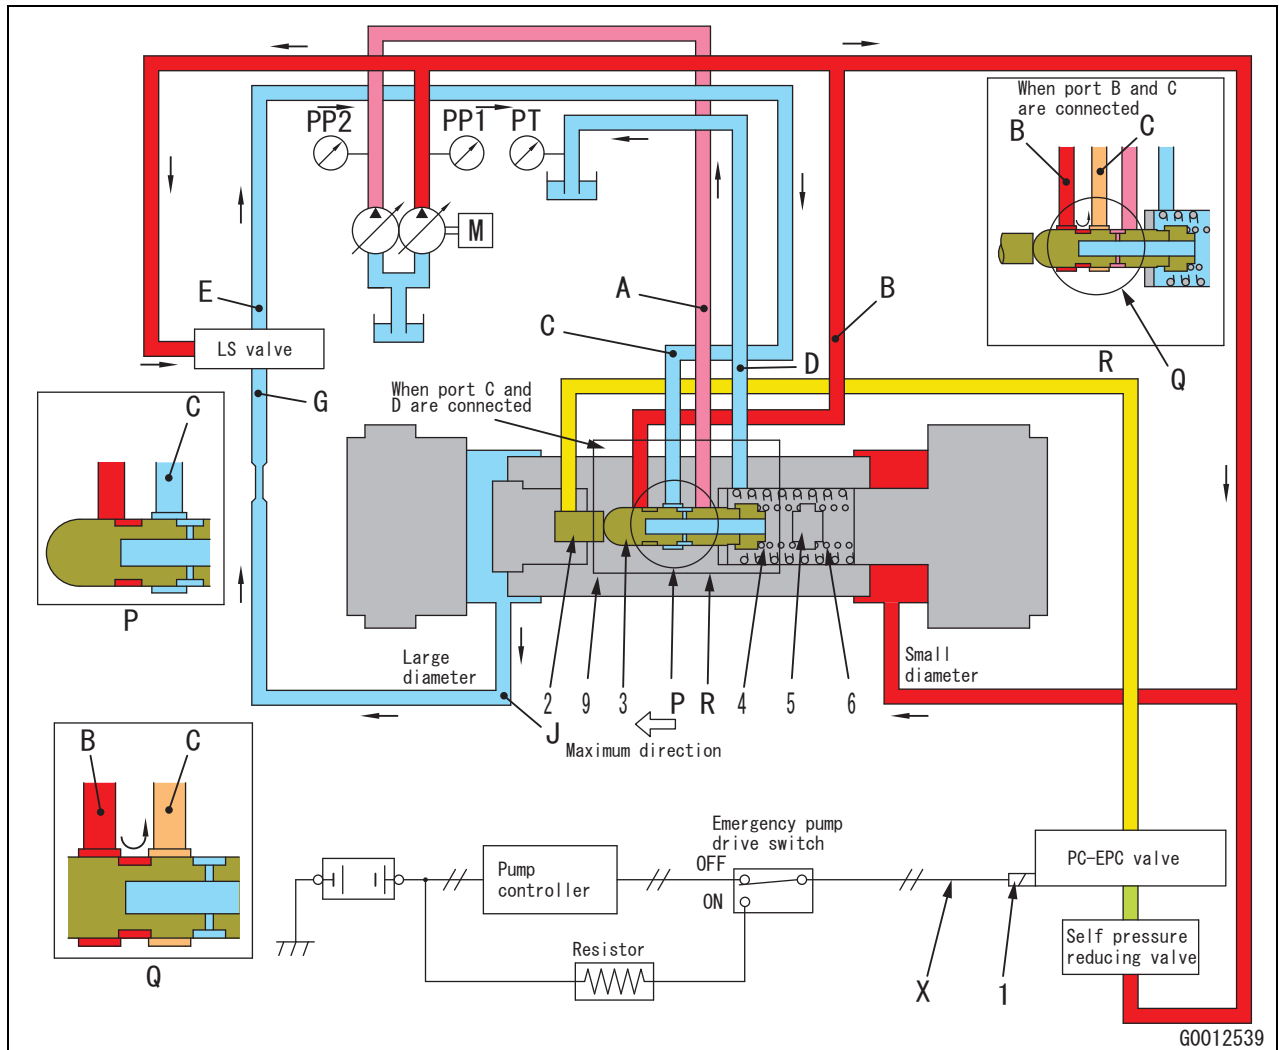 When port B and C
are connected
B
C
PP2
PP1
PT
M
E
A
B
C
D
R
Q
LS valve
G
When port C and
D are connected
C
P
Large
diameter
Small
diameter
2
9
3
P
R
4
5
6
J
Maximum direction
B
C
Q
Emergency pump
drive switch
OFF
ON
Pump
controller
PC-EPC valve
Resistor
Self pressure
reducing valve
X
1
G0012539